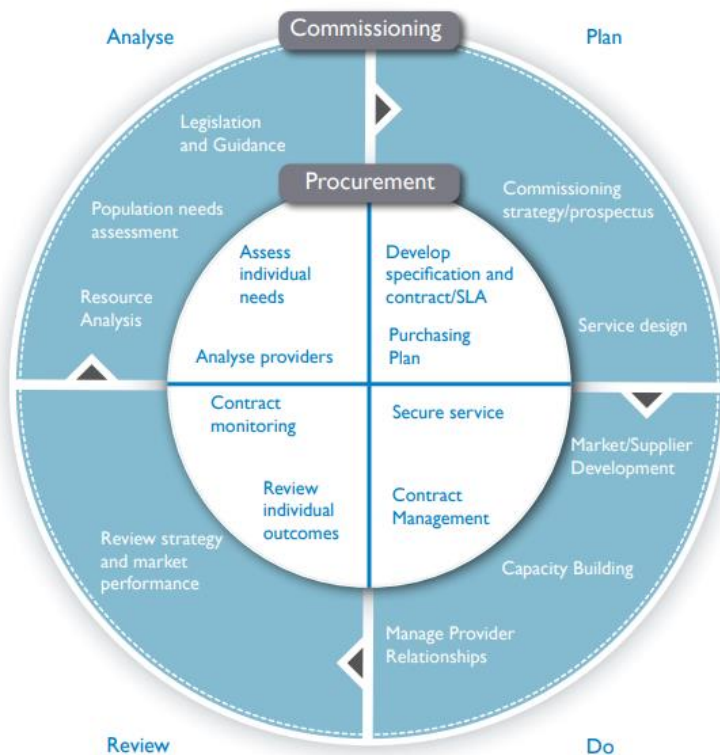 Analyse
Commissioning
Plan
Legislation
and Guidance
Population needs
assessment
Resource
Analysis
Commissioning
strategy/prospectus
Service design
Procurement
Assess
individual
needs
Analyse providers
Develop
specification and
contract/SLA
Purchasing
Plan
Contract
monitoring
Review
individual
outcomes
Secure service
Contract
Management
Review strategy
and market
performance
Market/Supplier
Development
Capacity Building
Manage Provider
Relationships
Review
Do